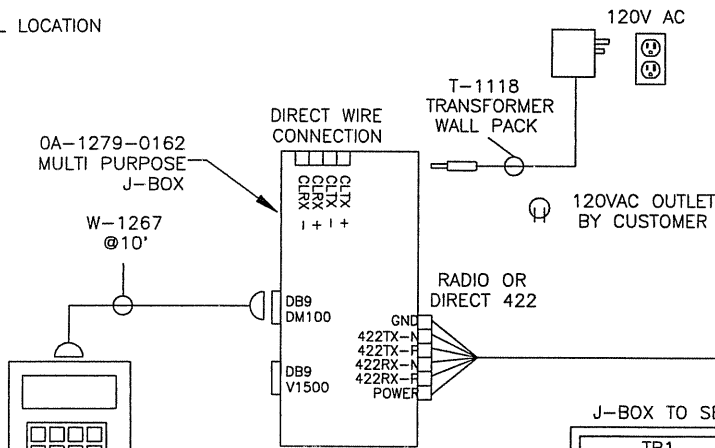 LOCATION
120V AC
T-1118
TRANSFORMER
WALL PACK
DIRECT WIRE
CONNECTION
0A-1279-0162
MULTI PURPOSE
J-BOX
CLRX -
CLRX +
CLTX -
CLTX +
120VAC OUTLET
BY CUSTOMER
W-1267
@10'
RADIO OR
DIRECT 422
DB9
DM100
GND
422TX-N
422TX-P
422RX-N
422RX-P
POWER
DB9
V1500
J-BOX TO
TB1